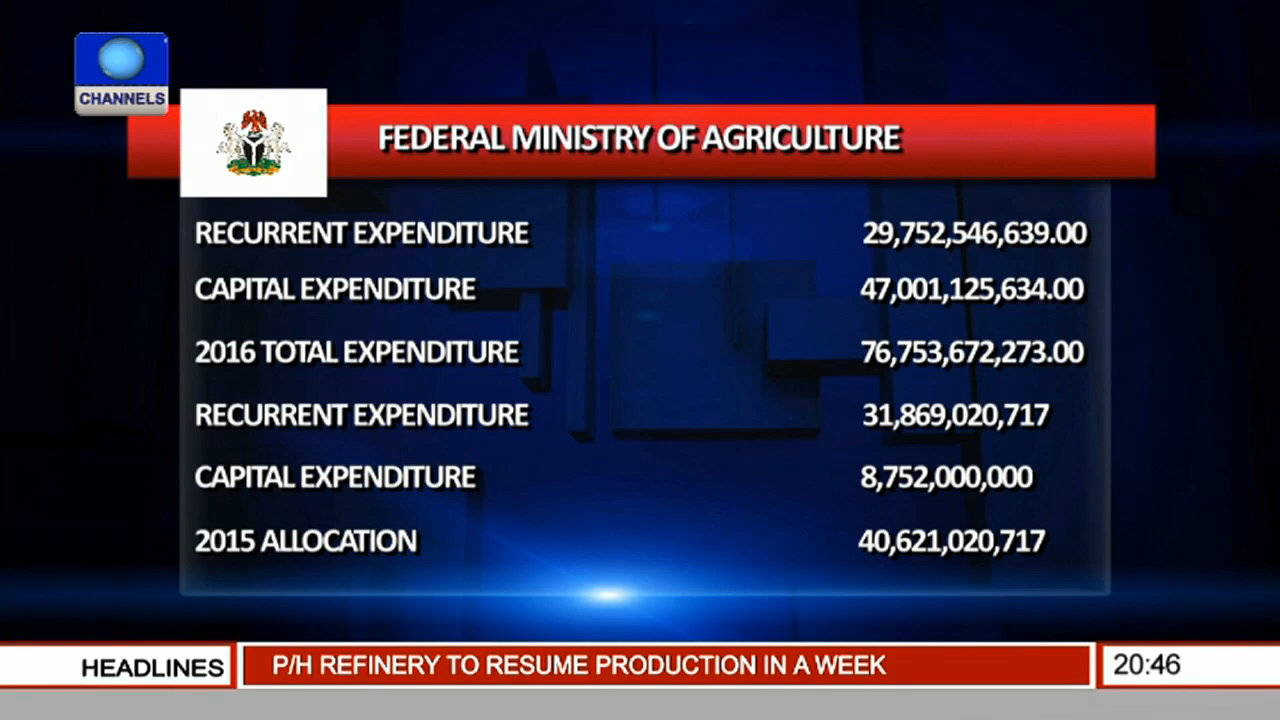 CHANNELS
FEDERAL MINISTRY OF AGRICULTURE
RECURRENT EXPENDITURE 29,752,546,639.00
CAPITAL EXPENDITURE 47,001,125,634.00
2016 TOTAL EXPENDITURE 76,753,672,273.00
RECURRENT EXPENDITURE 31,869,020,717
CAPITAL EXPENDITURE 8,752,000,000
2015 ALLOCATION 40,621,020,717
HEADLINES P/H REFINERY TO RESUME PRODUCTION IN A WEEK 20:46